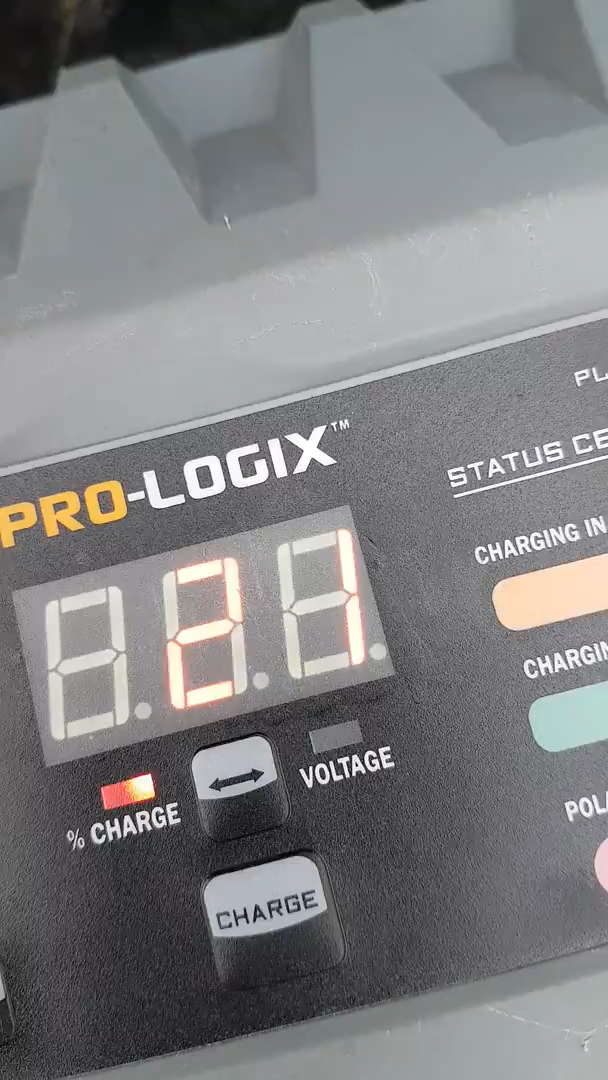 PL
PRO-LOGIX™
STATUS CE
CHARGING IN
21
CHARGIN
% CHARGE
VOLTAGE
POLA
CHARGE